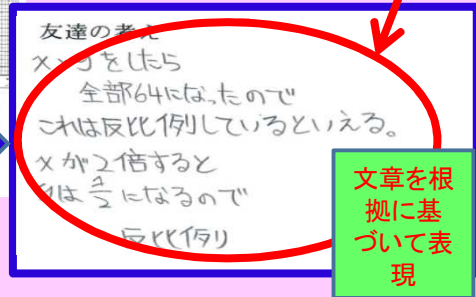 友達の考え
x×yをしたら
全部64になったので
これは反比例しているといえる。
xが2倍すると
yは1/2になるので
反比例
文章を根
拠に基
づいて表
現